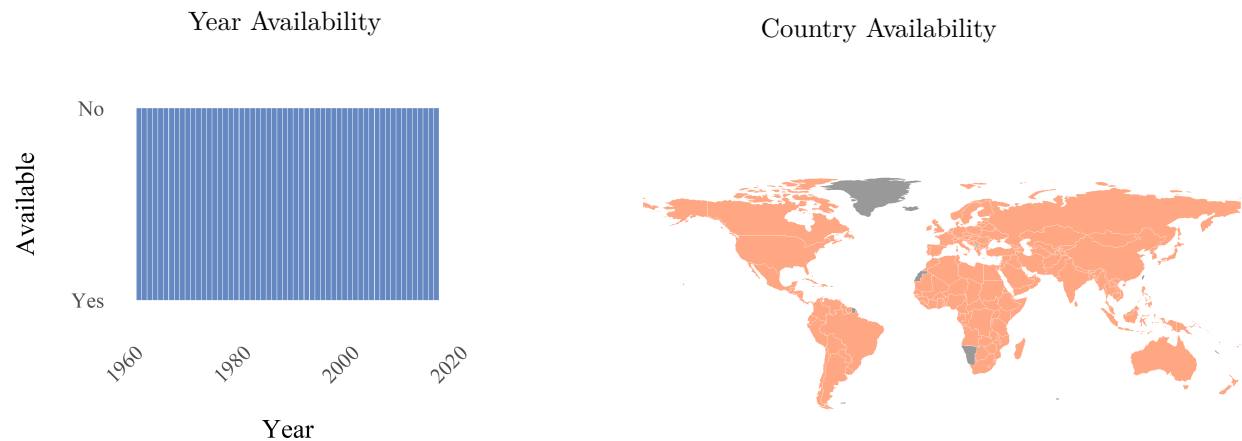 Year Availability
Country Availability
No
Available
Yes
1960
1980
2000
2020
Year